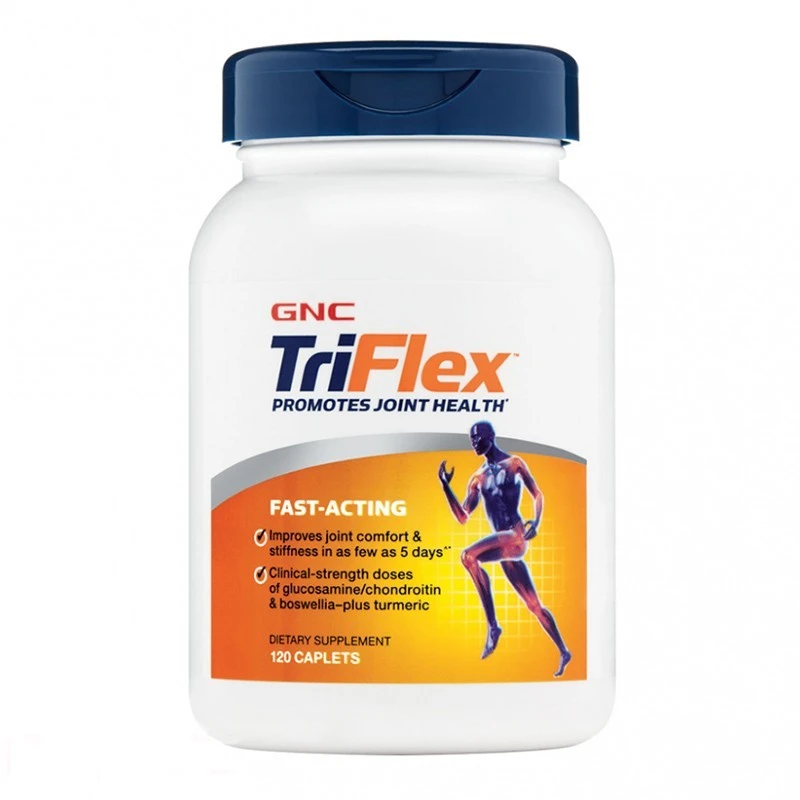 GNC
TriFlex™
PROMOTES JOINT HEALTH*
FAST-ACTING
Improves joint comfort &
stiffness in as few as 5 days^*
Clinical-strength doses
of glucosamine/chondroitin
& boswellia–plus turmeric
DIETARY SUPPLEMENT
120 CAPLETS